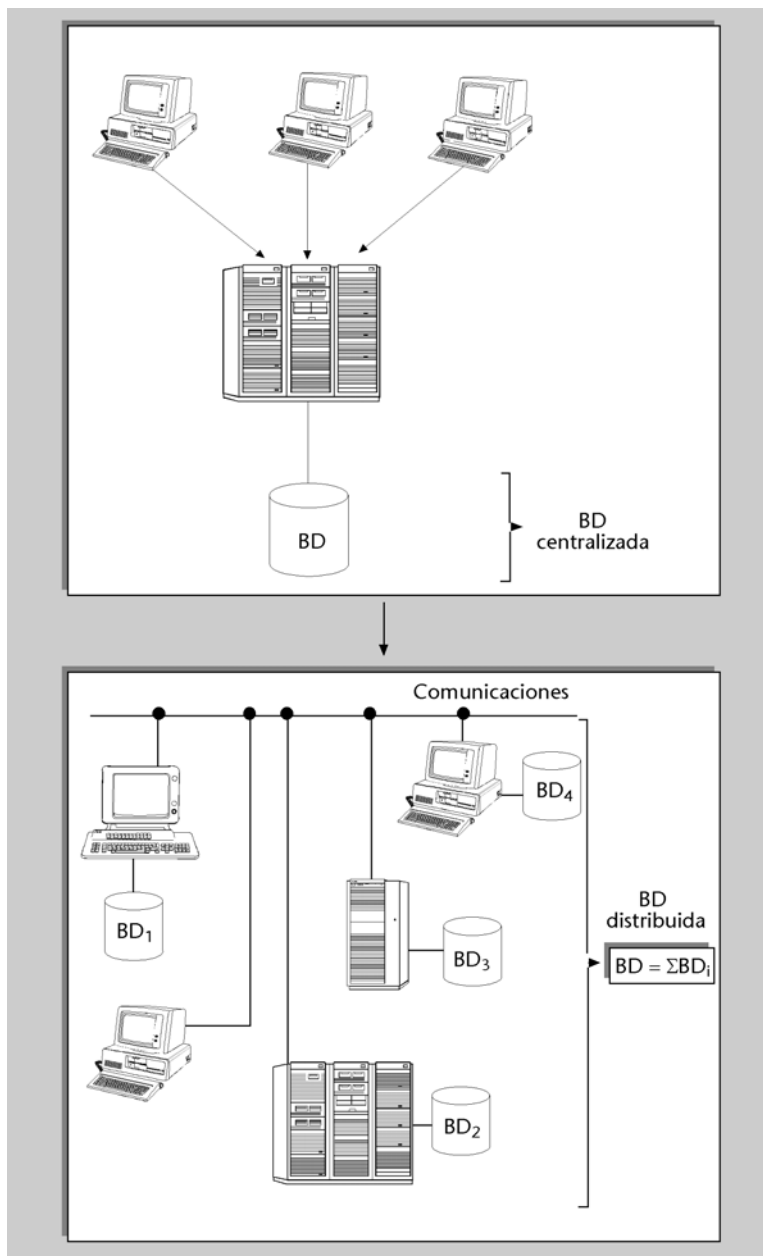 BD
BD
centralizada
Comunicaciones
BD₄
BD₁
BD₃
BD
distribuida
BD = ΣBDᵢ
BD₂